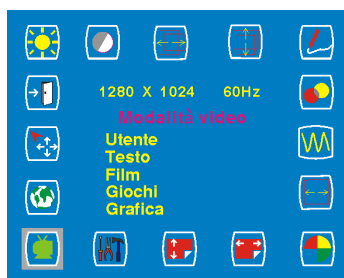 1280 X 1024 60Hz
Modalità video
Utente
Testo
Film
Giochi
Grafica